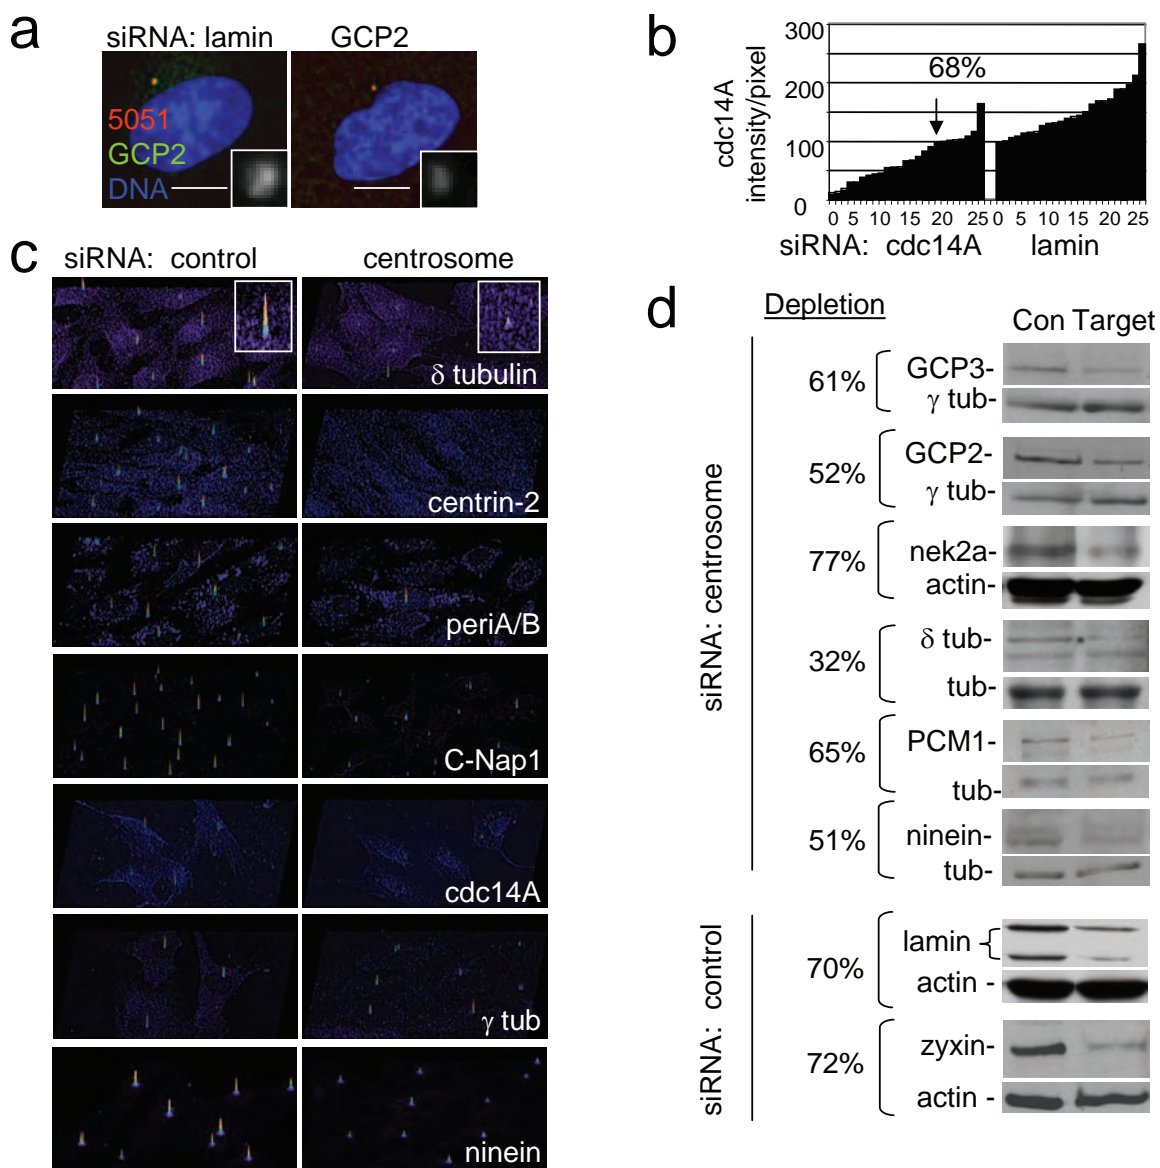 a
siRNA: lamin GCP2
5051
GCP2
DNA
b
cdc14A
intensity/pixel
300
200
100
0
68%
0 5 10 15 20 25 0 5 10 15 20 25
siRNA: cdc14A lamin
c
siRNA: control centrosome
δ tubulin
centrin-2
periA/B
C-Nap1
cdc14A
γ tub
ninein
d
Depletion
Con Target
siRNA: centrosome
61%
GCP3-
γ tub-
52%
GCP2-
γ tub-
77%
nek2a-
actin-
32%
δ tub-
tub-
65%
PCM1-
tub-
51%
ninein-
tub-
siRNA: control
70%
lamin
actin -
72%
zyxin-
actin -